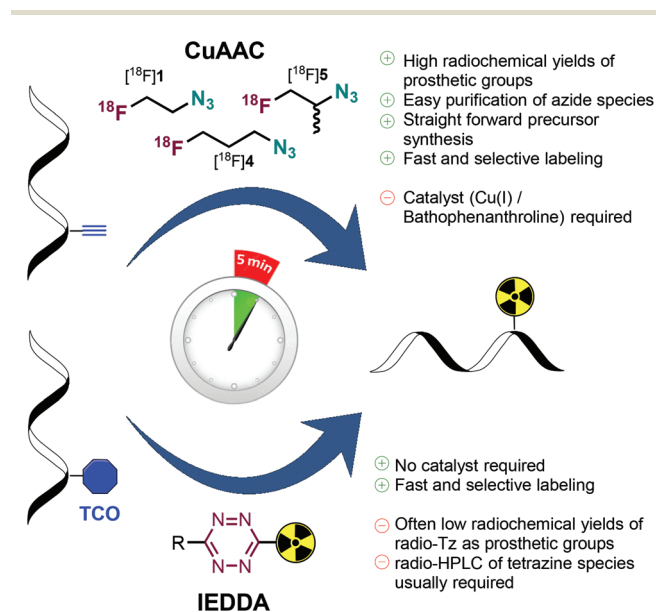 CuAAC
[¹⁸F]1
¹⁸F
N₃
[¹⁸F]5
¹⁸F
N₃
¹⁸F
N₃
[¹⁸F]4
⊕ High radiochemical yields of
prosthetic groups
⊕ Easy purification of azide species
⊕ Straight forward precursor
synthesis
⊕ Fast and selective labeling
⊖ Catalyst (Cu(I) /
Bathophenanthroline) required
5 min
TCO
R
N N
N N
IEDDA
⊕ No catalyst required
⊕ Fast and selective labeling
⊖ Often low radiochemical yields of
radio-Tz as prosthetic groups
⊖ radio-HPLC of tetrazine species
usually required